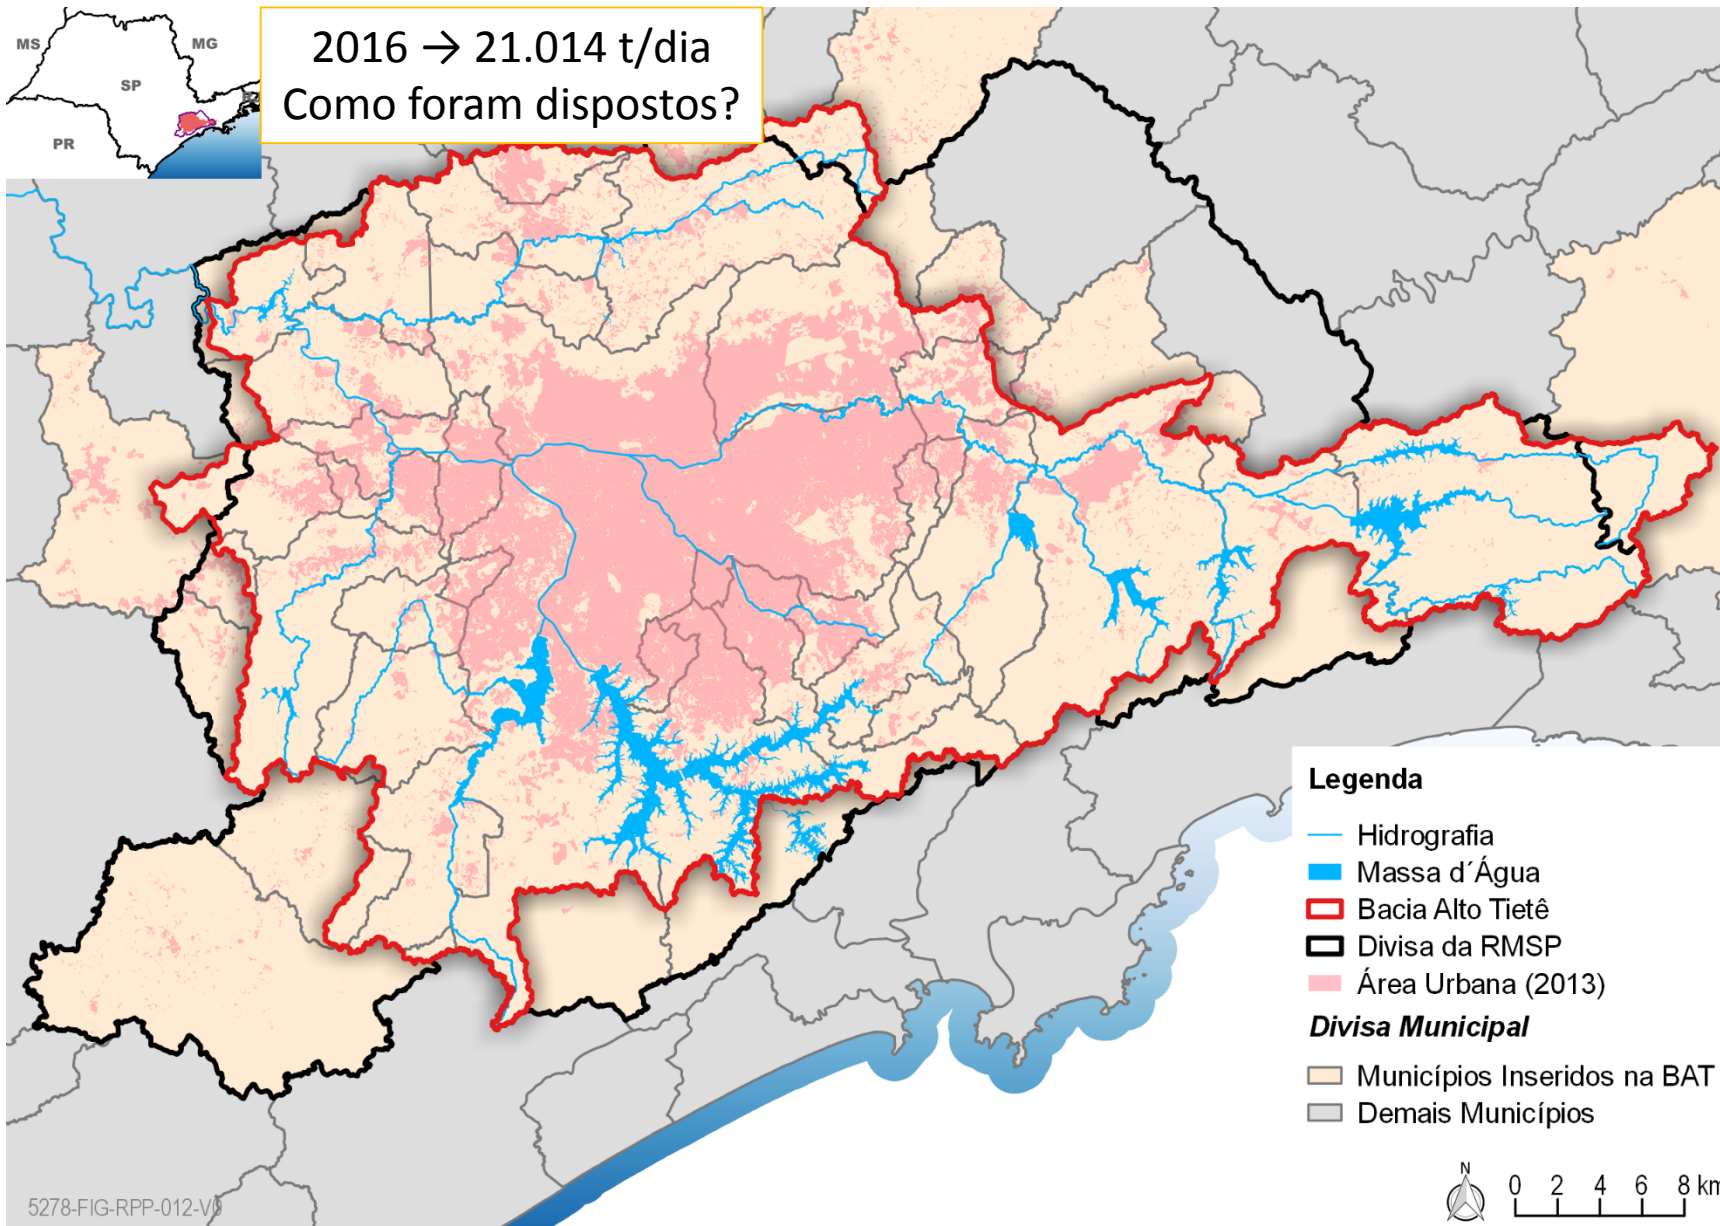 2016 → 21.014 t/dia
Como foram dispostos?
MS
MG
SP
PR
Legenda
Hidrografia
Massa d´Água
Bacia Alto Tietê
Divisa da RMSP
Área Urbana (2013)
Divisa Municipal
Municípios Inseridos na BAT
Demais Municípios
N
0 2 4 6 8 km
5278-FIG-RPP-012-V0